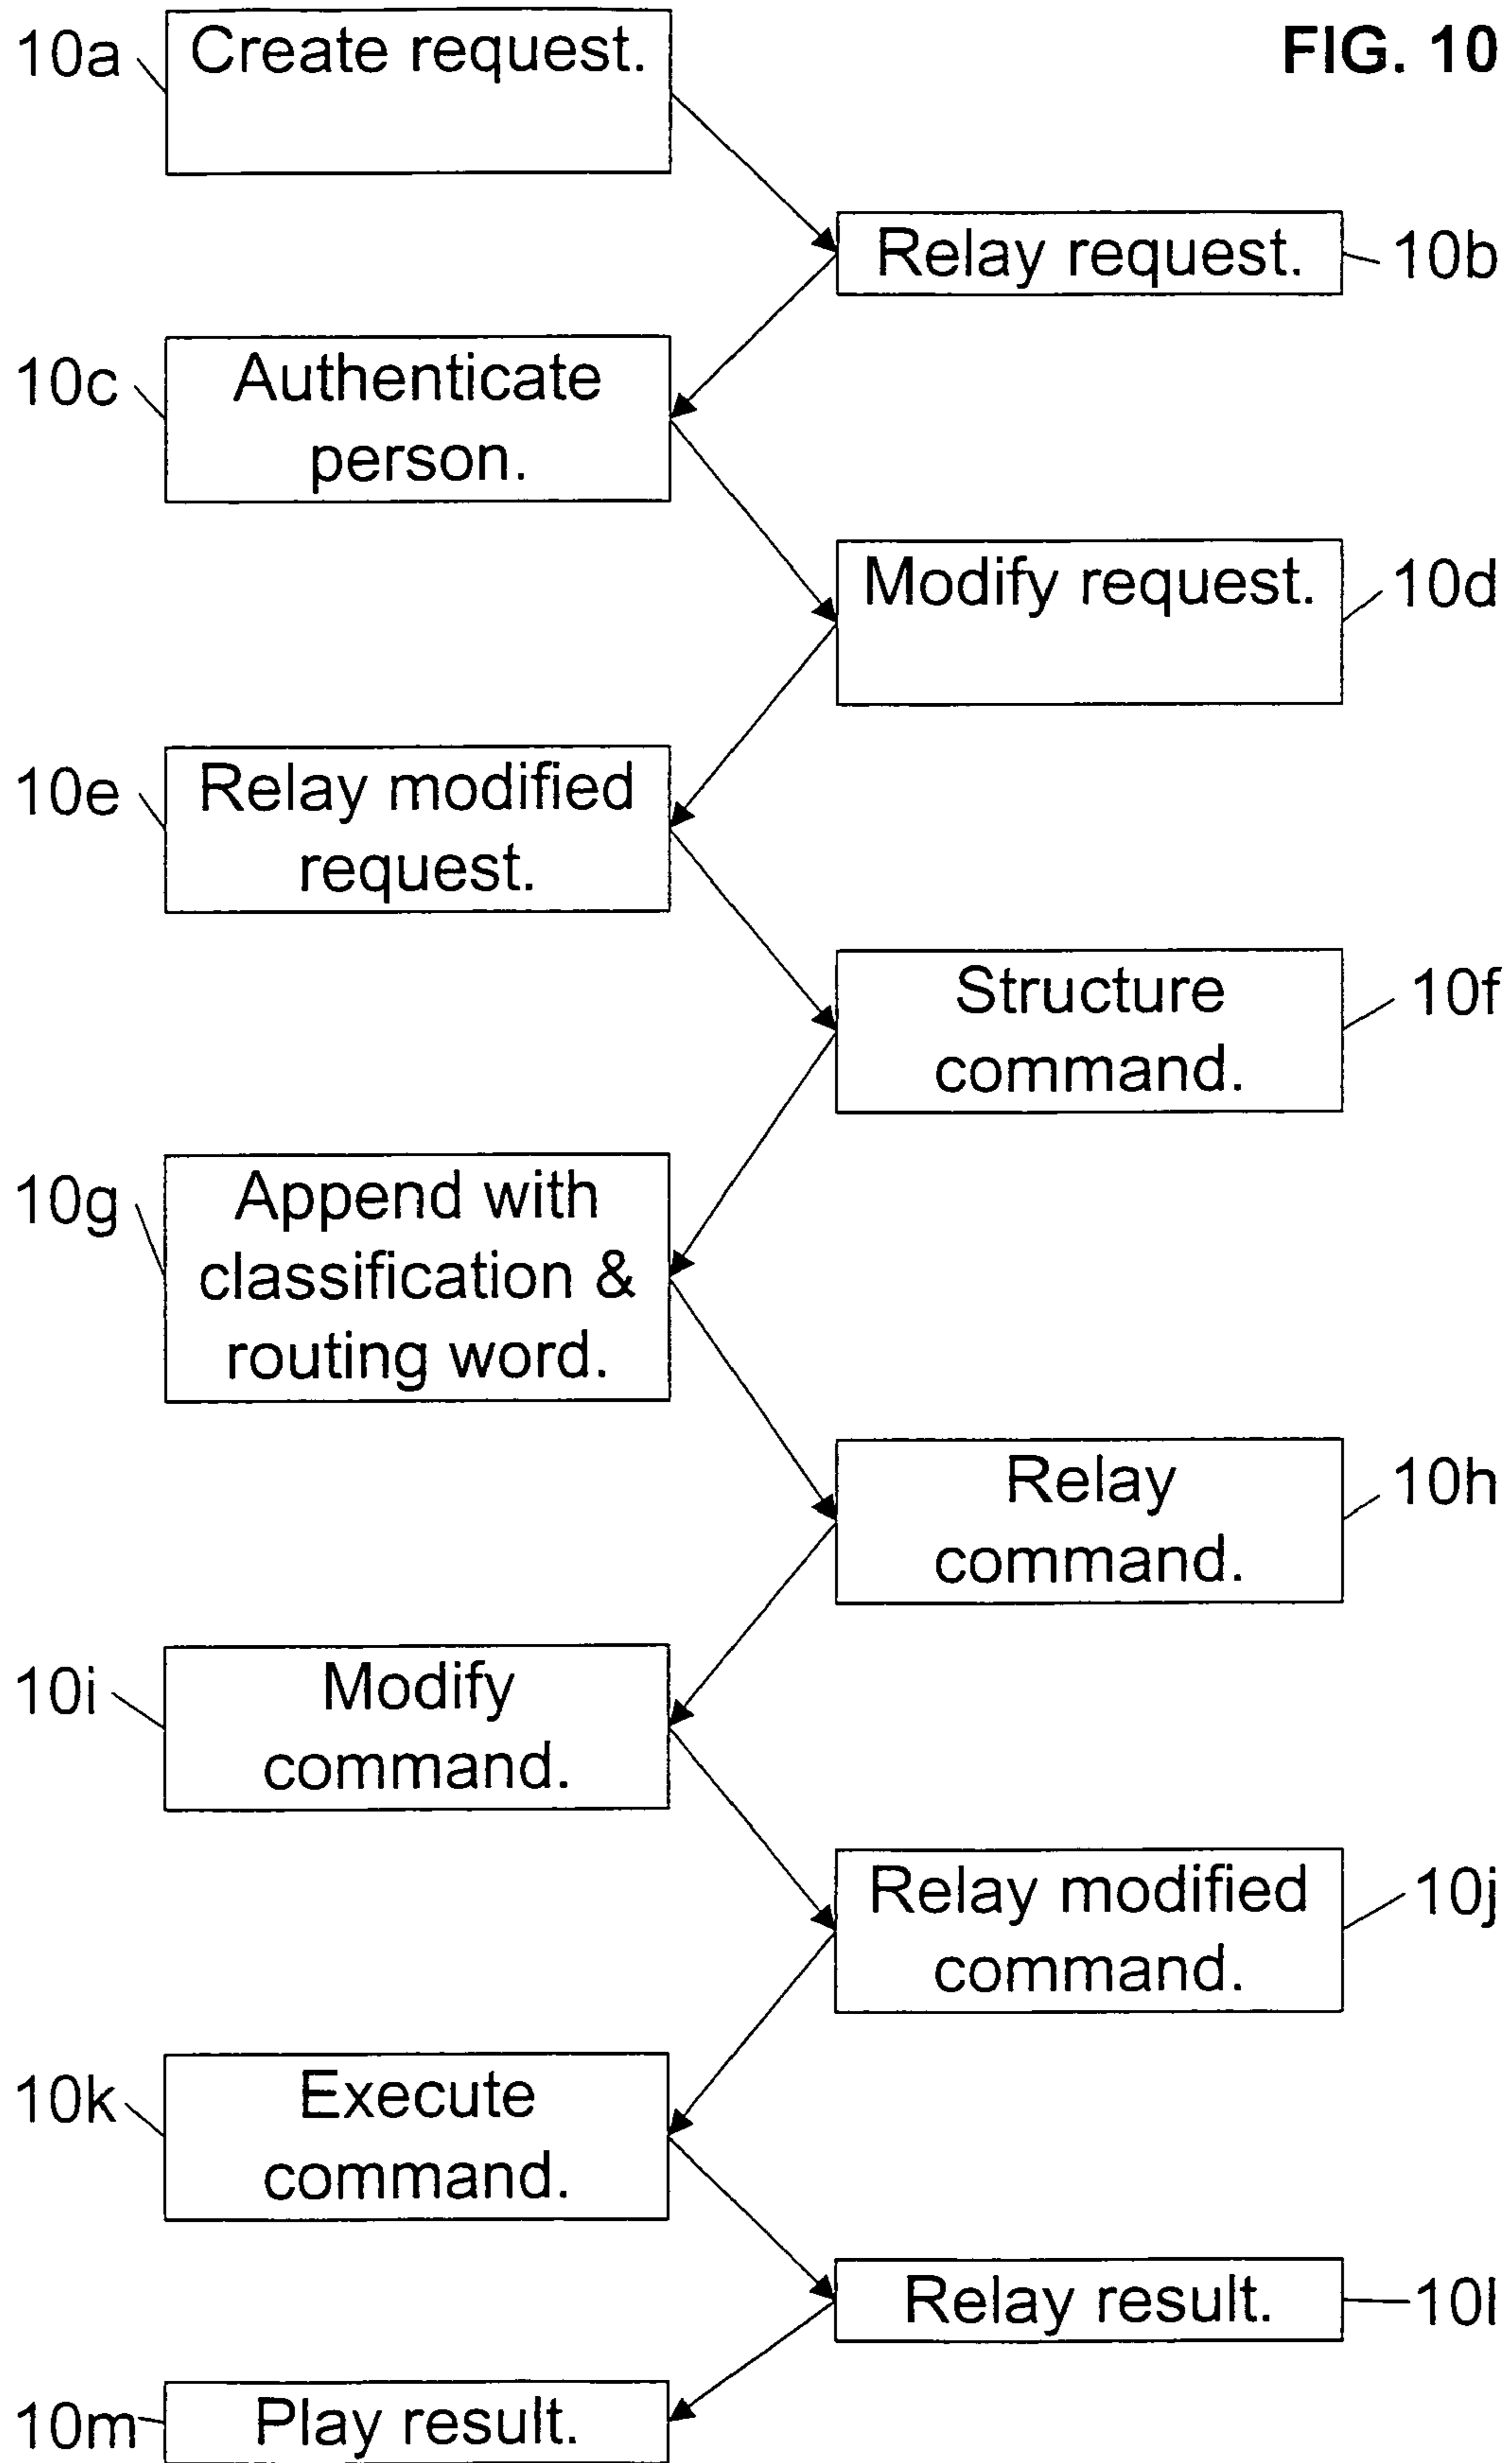 FIG. 10
10a
Create request.
Relay request.
10b
10c
Authenticate
person.
Modify request.
10d
10e
Relay modified
request.
Structure
command.
10f
10g
Append with
classification &
routing word.
Relay
command.
10h
10i
Modify
command.
Relay modified
command.
10j
10k
Execute
command.
Relay result.
10l
10m
Play result.